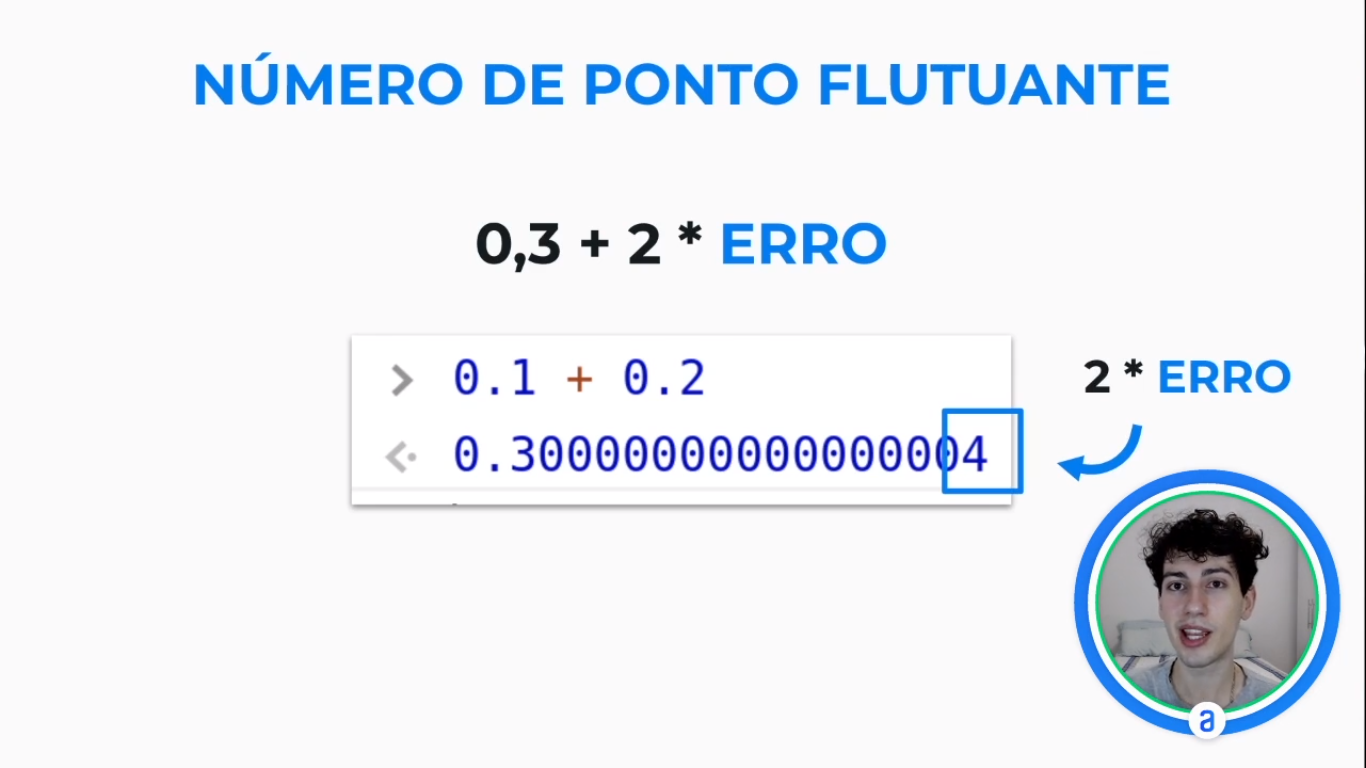 NÚMERO DE PONTO FLUTUANTE
0,3 + 2 * ERRO
> 0.1 + 0.2
<· 0.30000000000000004
2 * ERRO
a